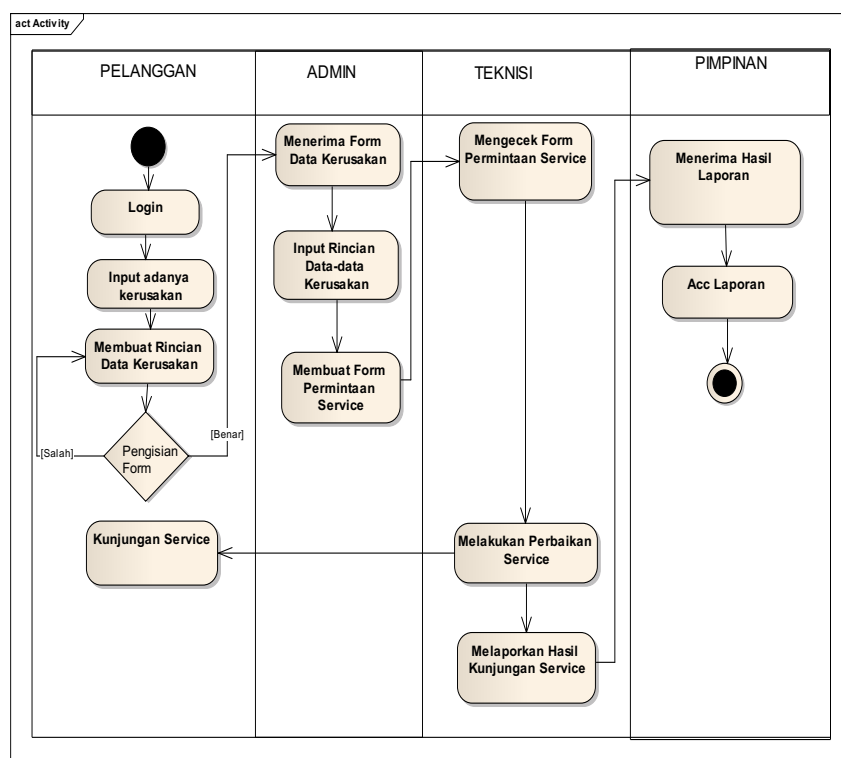 act Activity
PELANGGAN
ADMIN
TEKNISI
PIMPINAN
Login
Input adanya
kerusakan
Membuat Rincian
Data Kerusakan
Pengisian
Form
[Salah]
[Benar]
Kunjungan Service
Menerima Form
Data Kerusakan
Input Rincian
Data-data
Kerusakan
Membuat Form
Permintaan
Service
Mengecek Form
Permintaan Service
Melakukan Perbaikan
Service
Melaporkan Hasil
Kunjungan Service
Menerima Hasil
Laporan
Acc Laporan